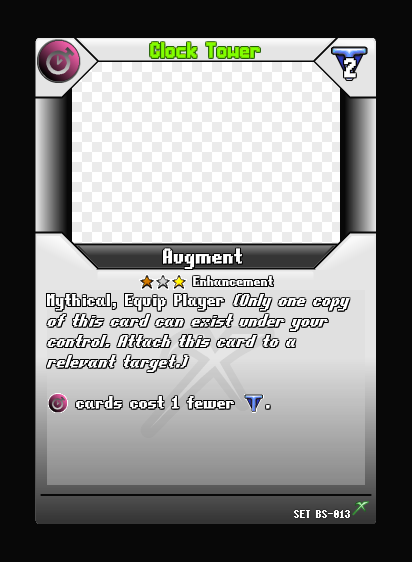 Clock Tower
2
Augment
Enhancement
Mythical, Equip Player (Only one copy
of this card can exist under your
control. Attach this card to a
relevant target.)
cards cost 1 fewer .
SET BS-013